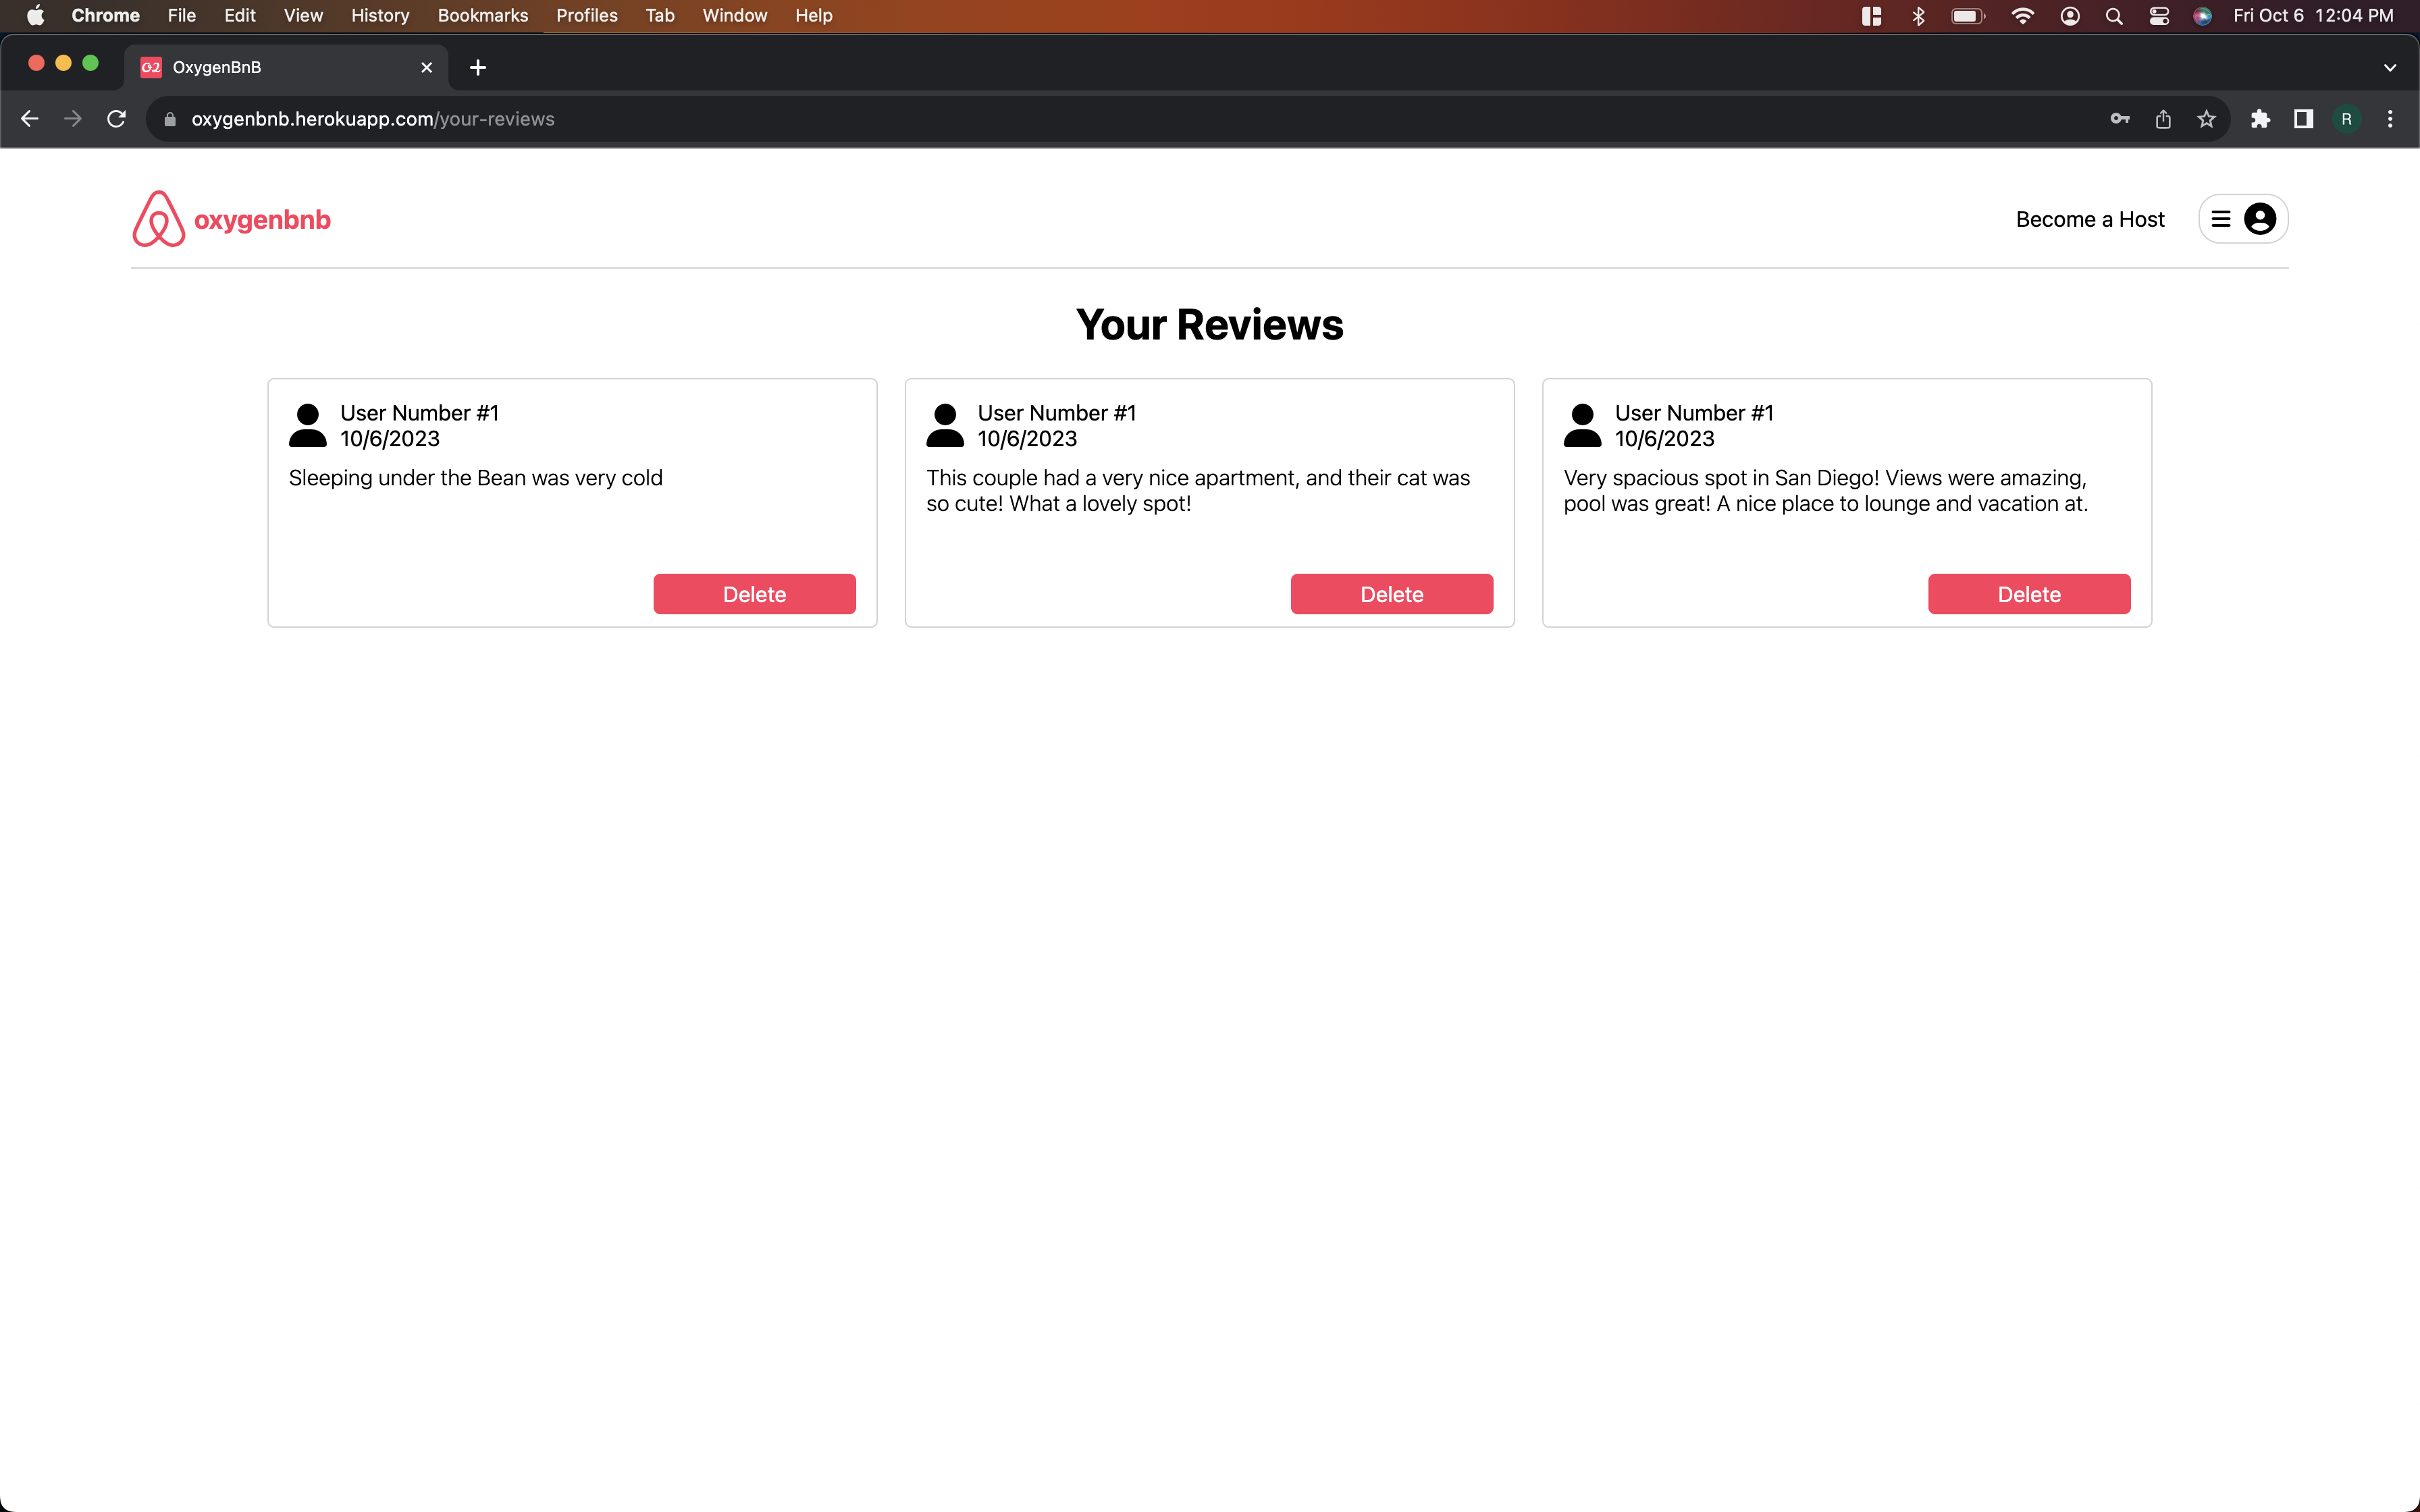 Chrome File Edit View History Bookmarks Profiles Tab Window Help Fri Oct 6 12:04 PM
O2 OxygenBnB
oxygenbnb.herokuapp.com/your-reviews R
oxygenbnb Become a Host
Your Reviews
User Number #1
10/6/2023
Sleeping under the Bean was very cold
Delete
User Number #1
10/6/2023
This couple had a very nice apartment, and their cat was
so cute! What a lovely spot!
Delete
User Number #1
10/6/2023
Very spacious spot in San Diego! Views were amazing,
pool was great! A nice place to lounge and vacation at.
Delete